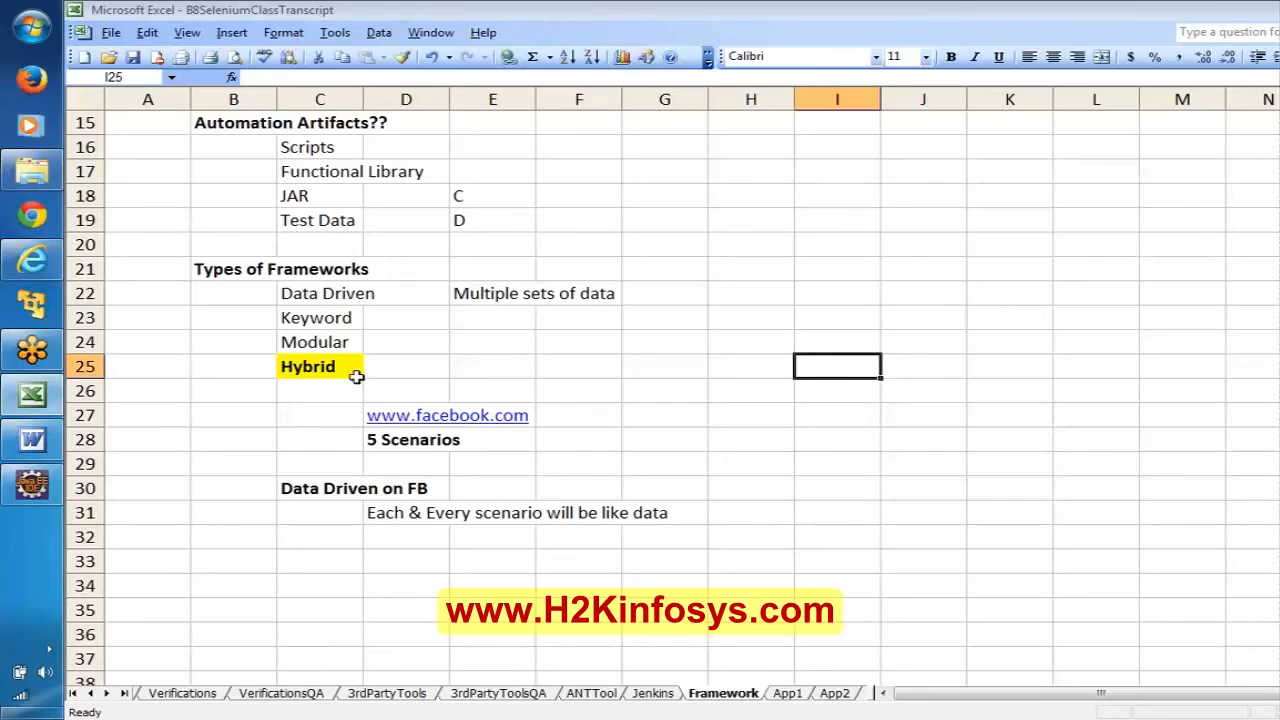 Microsoft Excel - B8SeleniumClassTranscript
File Edit View Insert Format Tools Data Window Help
Type a question fo
Calibri 11 B I U $ %
I25 fx
A B C D E F G H I J K L M N
15 Automation Artifacts??
16 Scripts
17 Functional Library
18 JAR C
19 Test Data D
20
21 Types of Frameworks
22 Data Driven Multiple sets of data
23 Keyword
24 Modular
25 Hybrid
26
27 www.facebook.com
28 5 Scenarios
29
30 Data Driven on FB
31 Each & Every scenario will be like data
32
33
34
35
www.H2Kinfosys.com
36
37
38
Verifications VerificationsQA 3rdPartyTools 3rdPartyToolsQA ANTTool Jenkins Framework App1 App2
Ready